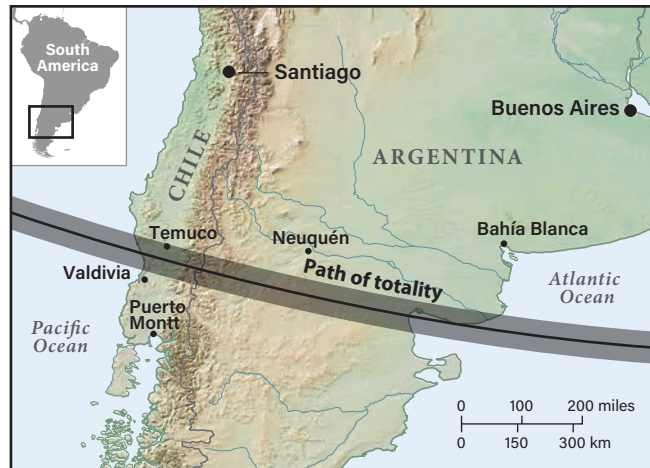 South
America
Santiago
Buenos Aires
CHILE
ARGENTINA
Temuco
Neuquén
Bahía Blanca
Path of totality
Valdivia
Atlantic
Ocean
Puerto
Montt
Pacific
Ocean
0 100 200 miles
0 150 300 km